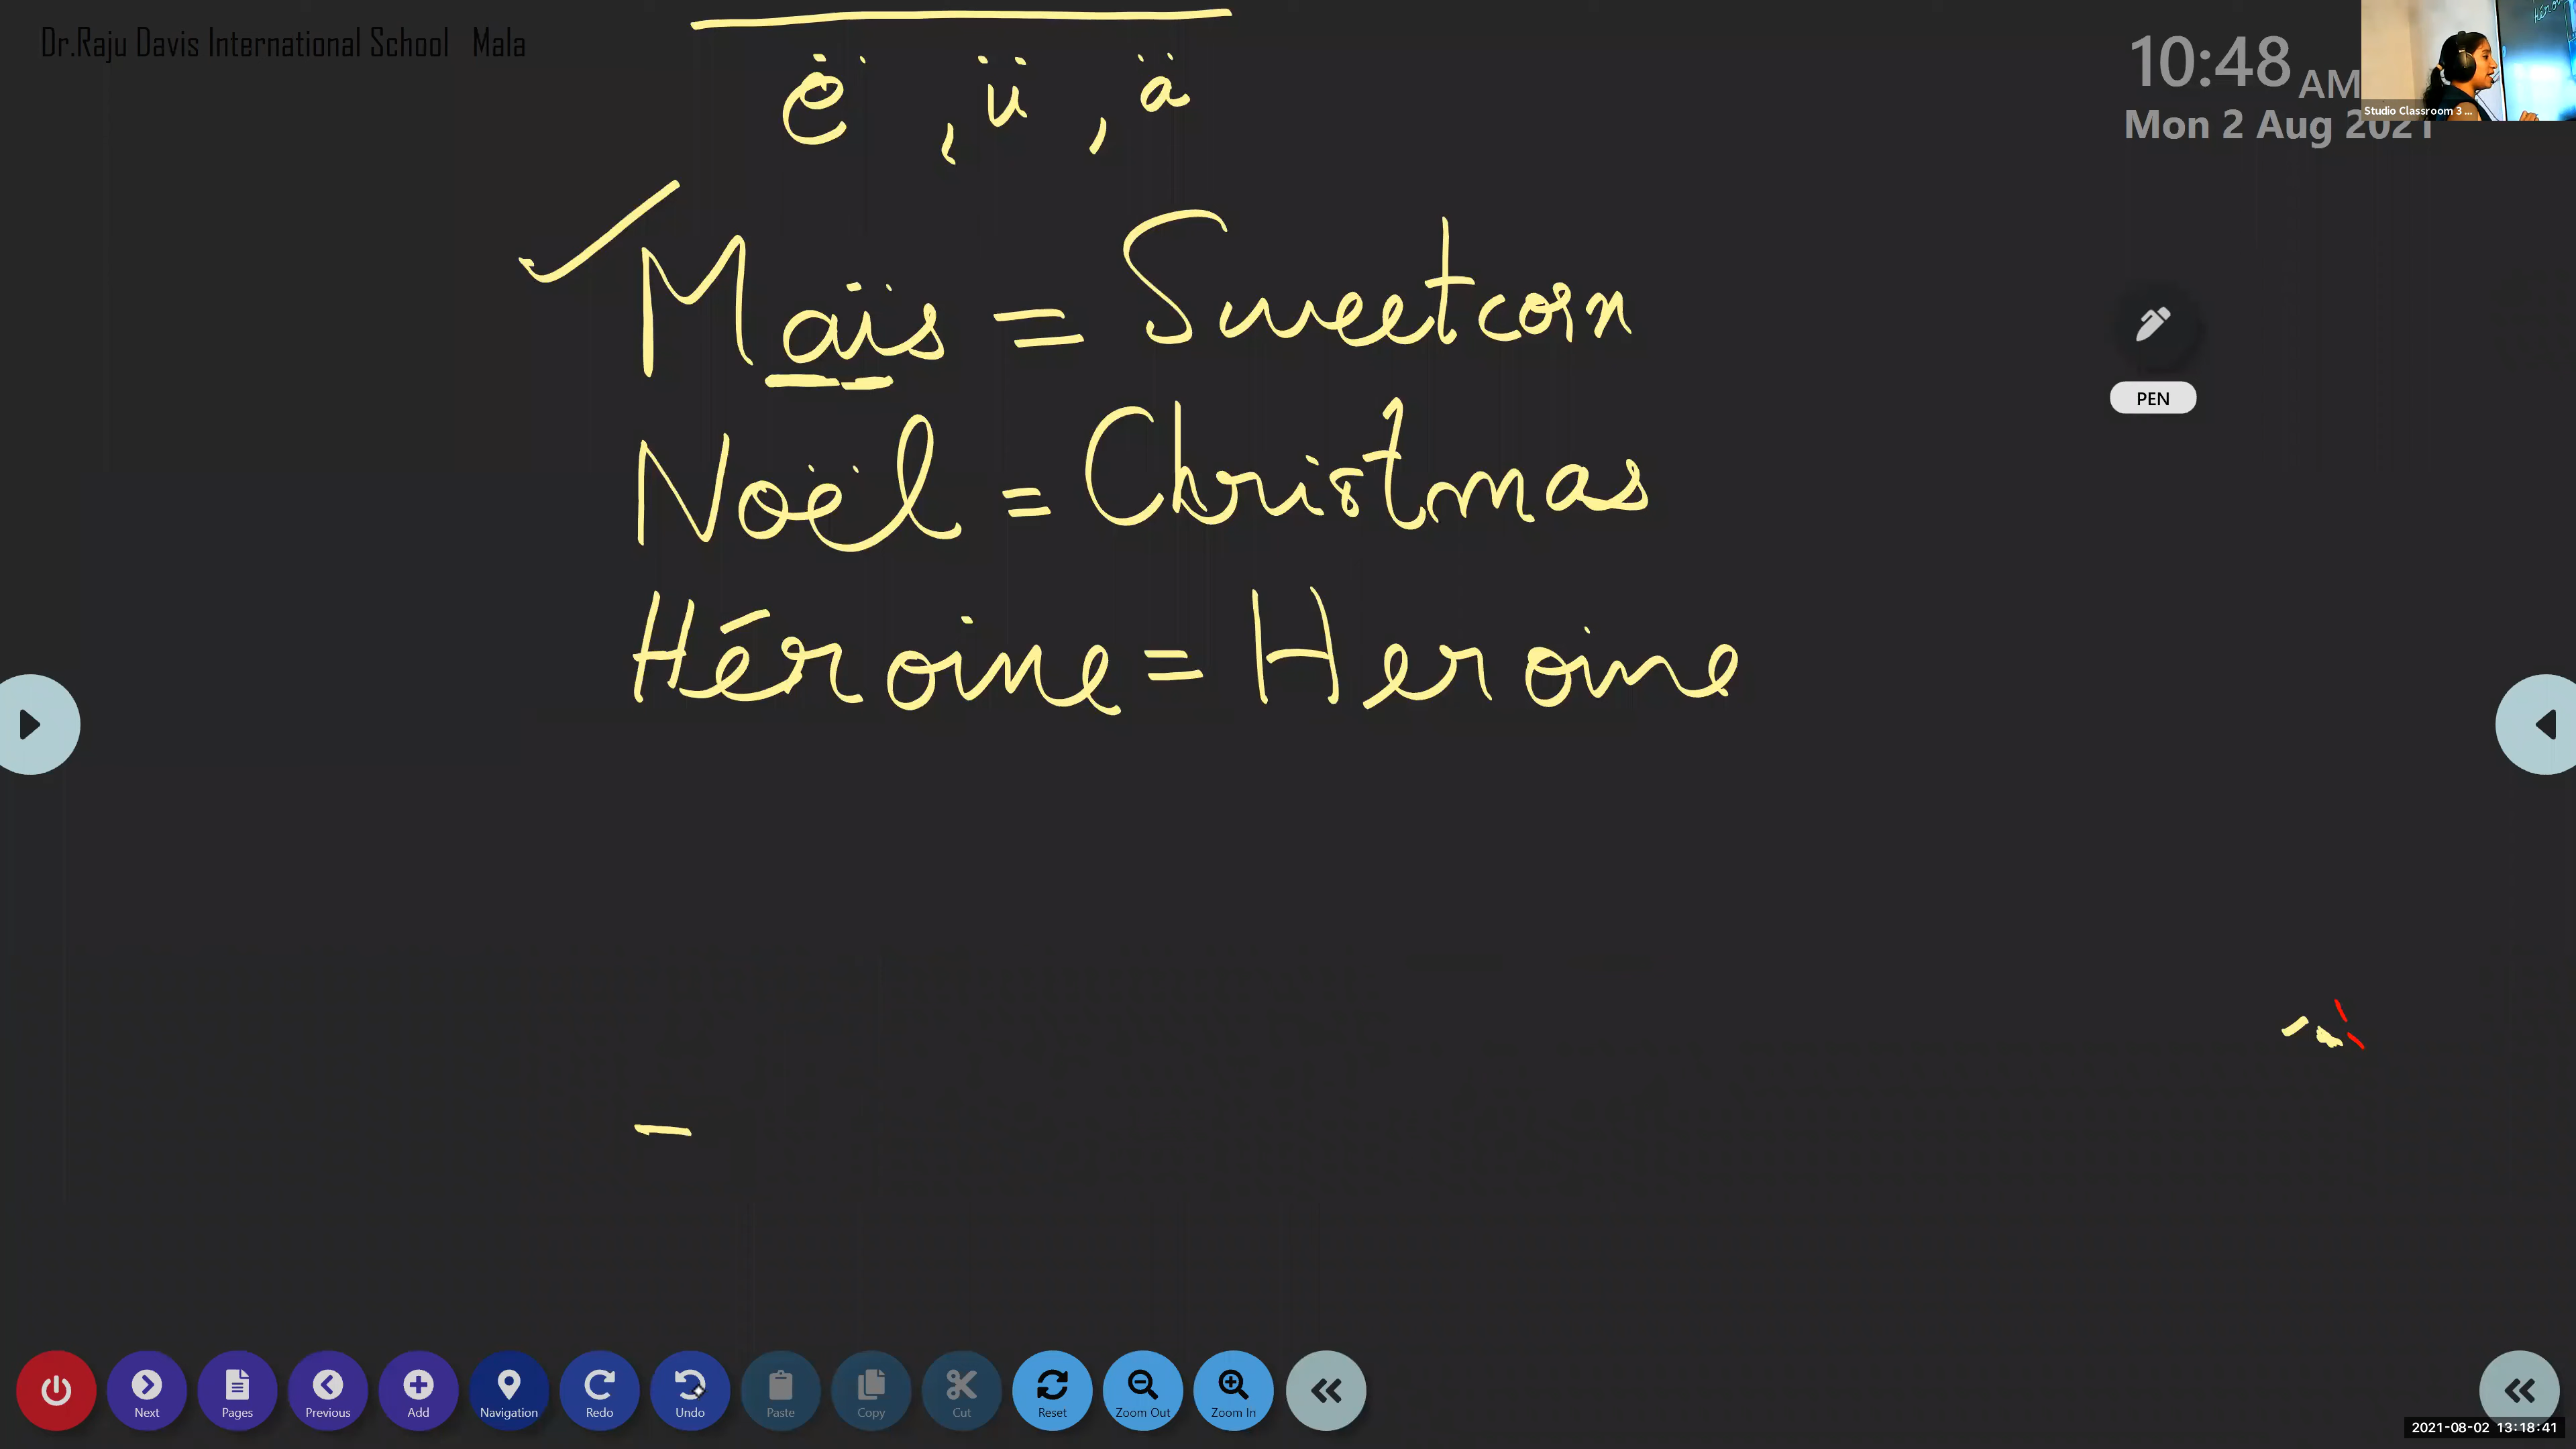 Dr.Raju Davis International School Mala
10:48 AM
Mon 2 Aug 2021
Studio Classroom 3 ...
ë , ü , ä
Maïs = Sweetcorn
PEN
Noël = Christmas
Héroine = Heroine
Next Pages Previous Add Navigation Redo Undo Paste Copy Cut Reset Zoom Out Zoom In
2021-08-02 13:18:41